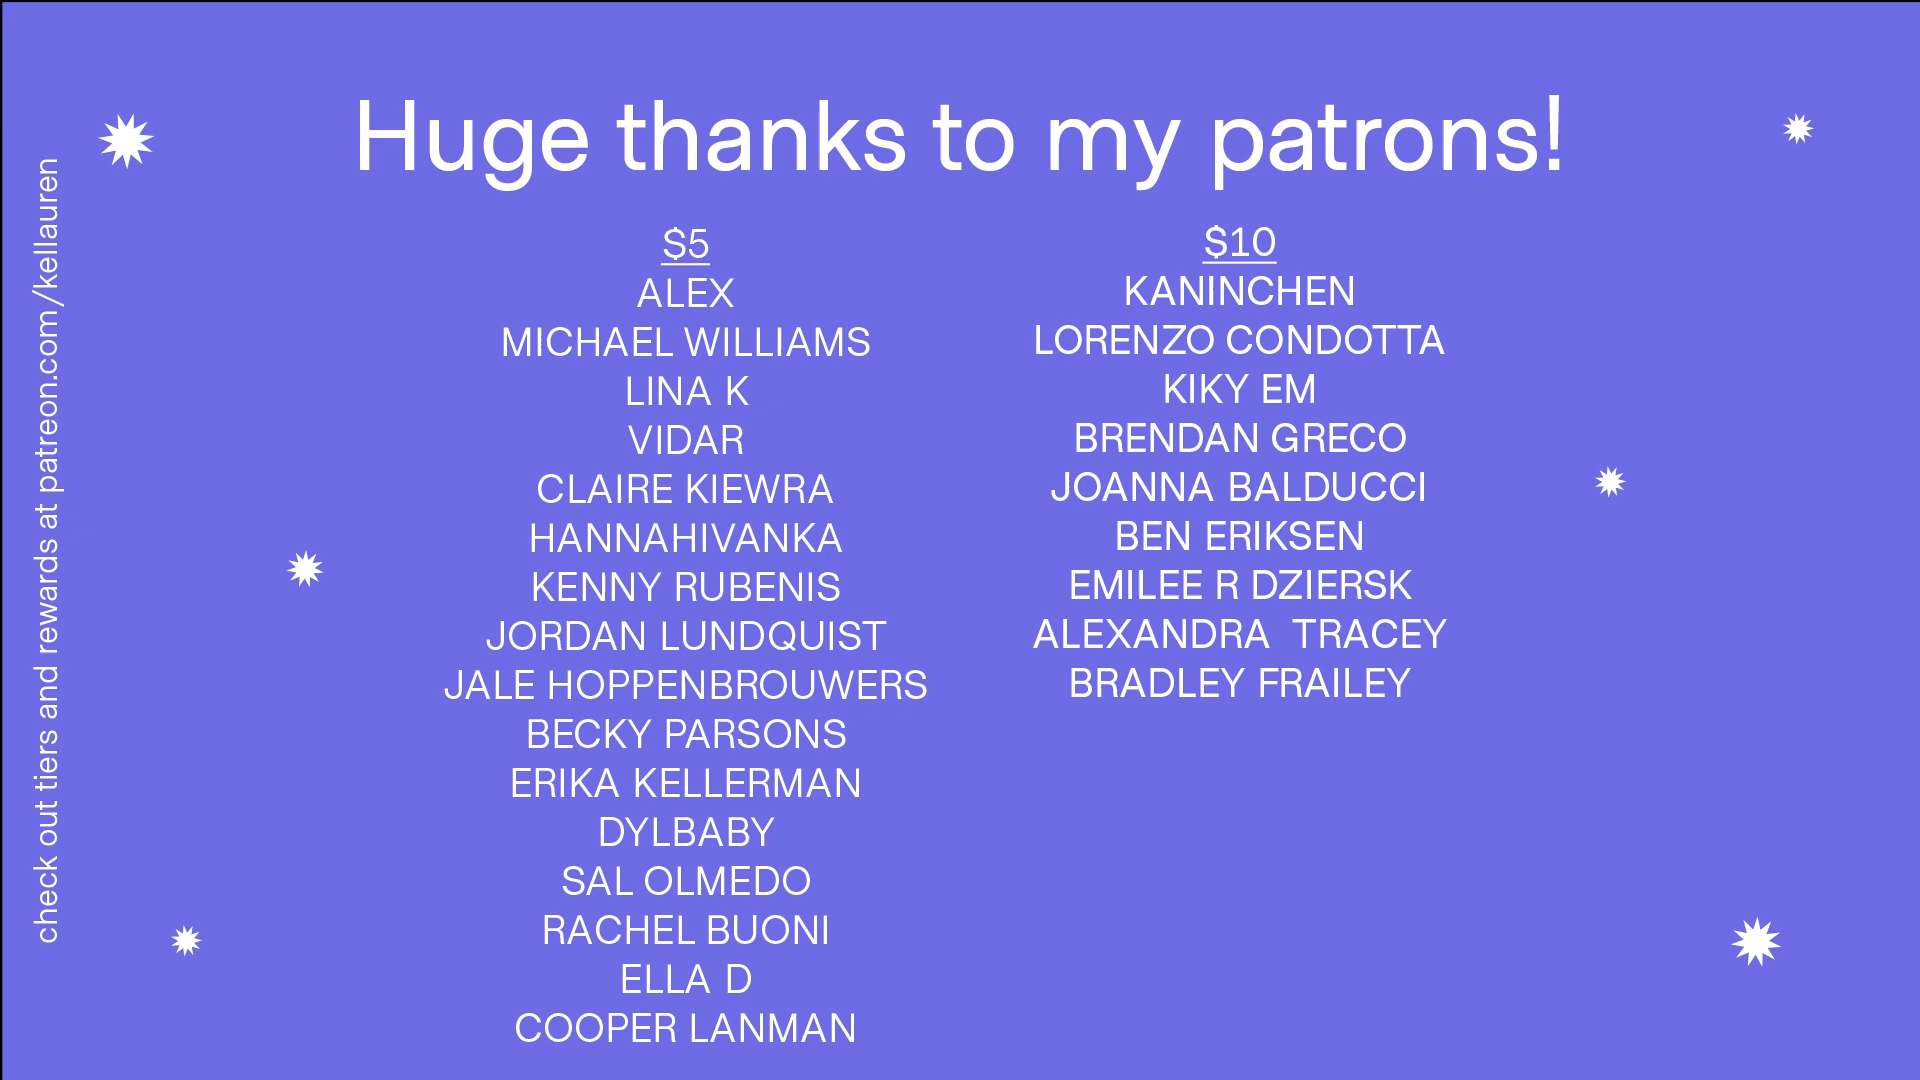 Huge thanks to my patrons!
$5
ALEX
MICHAEL WILLIAMS
LINA K
VIDAR
CLAIRE KIEWRA
HANNAHIVANKA
KENNY RUBENIS
JORDAN LUNDQUIST
JALE HOPPENBROUWERS
BECKY PARSONS
ERIKA KELLERMAN
DYLBABY
SAL OLMEDO
RACHEL BUONI
ELLA D
COOPER LANMAN
$10
KANINCHEN
LORENZO CONDOTTA
KIKY EM
BRENDAN GRECO
JOANNA BALDUCCI
BEN ERIKSEN
EMILEE R DZIERSK
ALEXANDRA  TRACEY
BRADLEY FRAILEY
check out tiers and rewards at patreon.com/kellauren